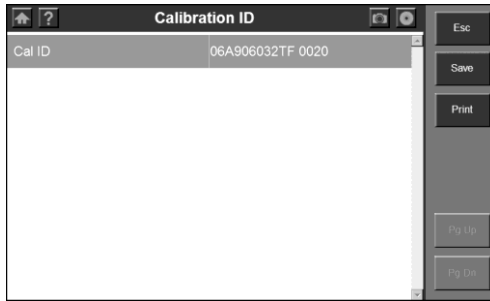 ?
Calibration ID
Cal ID 06A906032TF 0020
Esc
Save
Print
Pg Up
Pg Dn